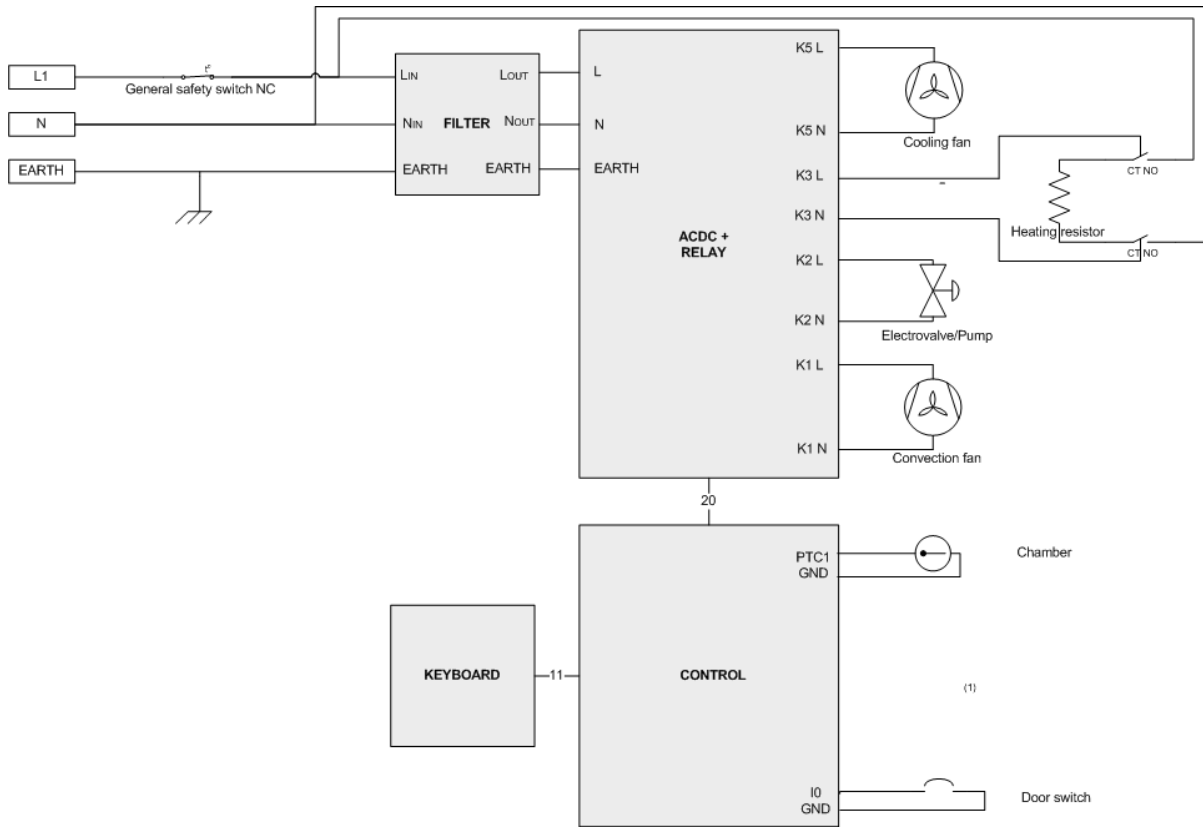 L1
General safety switch NC
N
EARTH
LIN
LOUT
NIN
FILTER
NOUT
EARTH
EARTH
L
N
EARTH
ACDC +
RELAY
K5 L
K5 N
Cooling fan
K3 L
K3 N
CT NO
Heating resistor
CT NO
K2 L
K2 N
Electrovalve/Pump
K1 L
K1 N
Convection fan
20
KEYBOARD
11
CONTROL
PTC1
GND
Chamber
(1)
I0
GND
Door switch